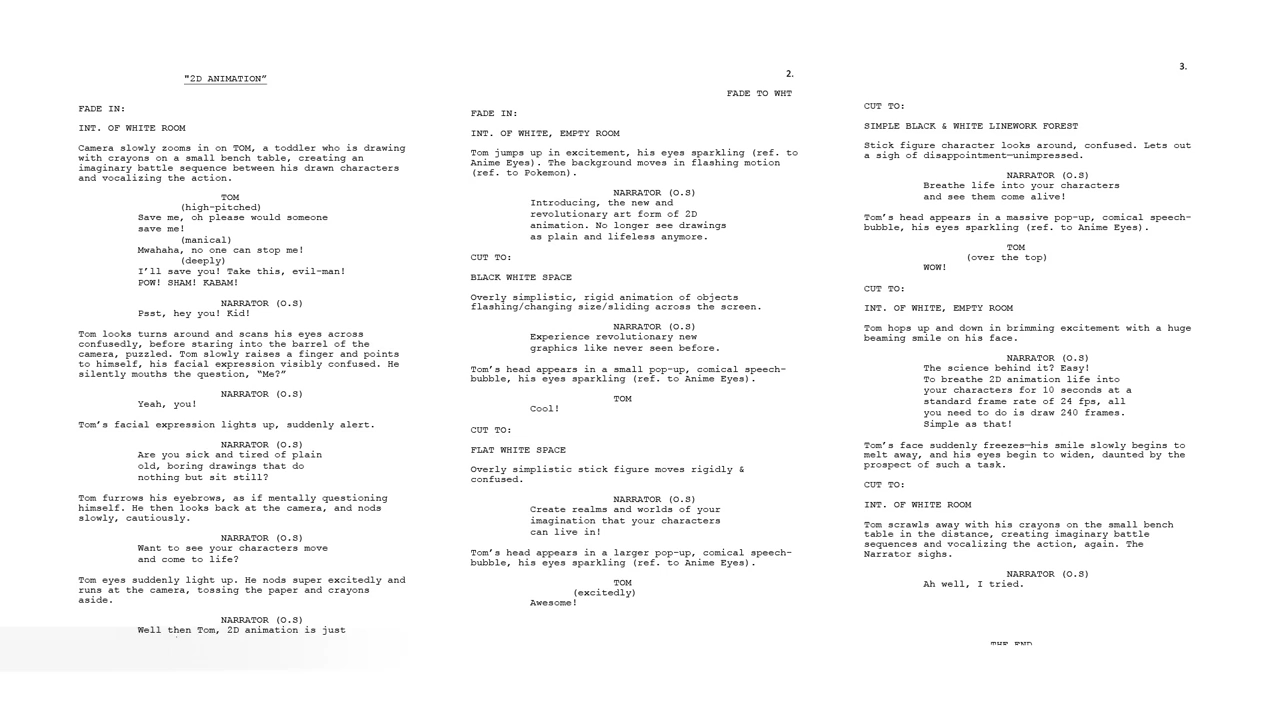 "2D ANIMATION”
FADE IN:
INT. OF WHITE ROOM
Camera slowly zooms in on TOM, a toddler who is drawing
with crayons on a small bench table, creating an
imaginary battle sequence between his drawn characters
and vocalizing the action.
TOM
(high-pitched)
Save me, oh please would someone
save me!
(manical)
Mwahaha, no one can stop me!
(deeply)
I’ll save you! Take this, evil-man!
POW! SHAM! KABAM!
NARRATOR (O.S)
Psst, hey you! Kid!
Tom looks turns around and scans his eyes across
confusedly, before staring into the barrel of the
camera, puzzled. Tom slowly raises a finger and points
to himself, his facial expression visibly confused. He
silently mouths the question, “Me?”
NARRATOR (O.S)
Yeah, you!
Tom’s facial expression lights up, suddenly alert.
NARRATOR (O.S)
Are you sick and tired of plain
old, boring drawings that do
nothing but sit still?
Tom furrows his eyebrows, as if mentally questioning
himself. He then looks back at the camera, and nods
slowly, cautiously.
NARRATOR (O.S)
Want to see your characters move
and come to life?
Tom eyes suddenly light up. He nods super excitedly and
runs at the camera, tossing the paper and crayons
aside.
NARRATOR (O.S)
Well then Tom, 2D animation is just
2.
FADE TO WHT
FADE IN:
INT. OF WHITE, EMPTY ROOM
Tom jumps up in excitement, his eyes sparkling (ref. to
Anime Eyes). The background moves in flashing motion
(ref. to Pokemon).
NARRATOR (O.S)
Introducing, the new and
revolutionary art form of 2D
animation. No longer see drawings
as plain and lifeless anymore.
CUT TO:
BLACK WHITE SPACE
Overly simplistic, rigid animation of objects
flashing/changing size/sliding across the screen.
NARRATOR (O.S)
Experience revolutionary new
graphics like never seen before.
Tom’s head appears in a small pop-up, comical speech-
bubble, his eyes sparkling (ref. to Anime Eyes).
TOM
Cool!
CUT TO:
FLAT WHITE SPACE
Overly simplistic stick figure moves rigidly &
confused.
NARRATOR (O.S)
Create realms and worlds of your
imagination that your characters
can live in!
Tom’s head appears in a larger pop-up, comical speech-
bubble, his eyes sparkling (ref. to Anime Eyes).
TOM
(excitedly)
Awesome!
3.
CUT TO:
SIMPLE BLACK & WHITE LINEWORK FOREST
Stick figure character looks around, confused. Lets out
a sigh of disappointment—unimpressed.
NARRATOR (O.S)
Breathe life into your characters
and see them come alive!
Tom’s head appears in a massive pop-up, comical speech-
bubble, his eyes sparkling (ref. to Anime Eyes).
TOM
(over the top)
WOW!
CUT TO:
INT. OF WHITE, EMPTY ROOM
Tom hops up and down in brimming excitement with a huge
beaming smile on his face.
NARRATOR (O.S)
The science behind it? Easy!
To breathe 2D animation life into
your characters for 10 seconds at a
standard frame rate of 24 fps, all
you need to do is draw 240 frames.
Simple as that!
Tom’s face suddenly freezes—his smile slowly begins to
melt away, and his eyes begin to widen, daunted by the
prospect of such a task.
CUT TO:
INT. OF WHITE ROOM
Tom scrawls away with his crayons on the small bench
table in the distance, creating imaginary battle
sequences and vocalizing the action, again. The
Narrator sighs.
NARRATOR (O.S)
Ah well, I tried.
THE END